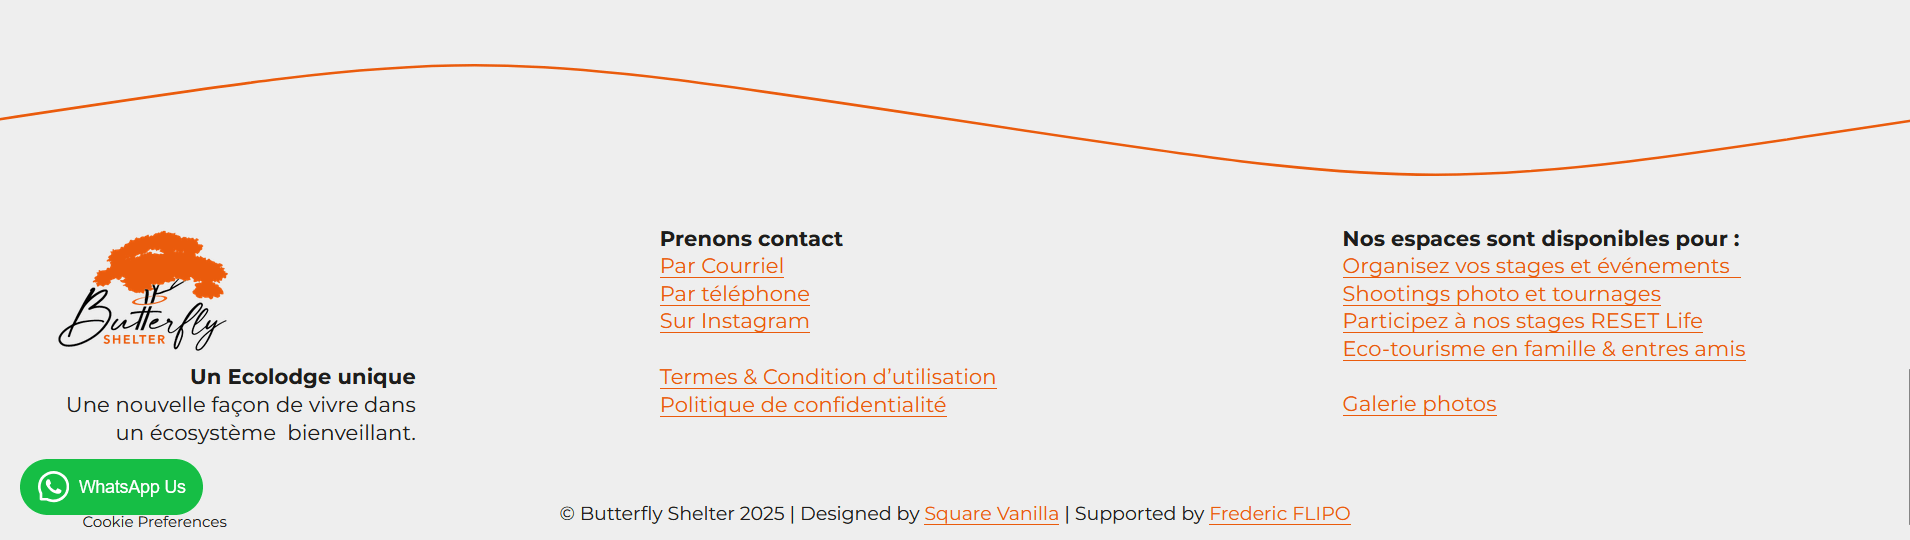 Butterfly
SHELTER
Un Ecolodge unique
Une nouvelle façon de vivre dans
un écosystème  bienveillant.
Prenons contact
Par Courriel
Par téléphone
Sur Instagram
Termes & Condition d’utilisation
Politique de confidentialité
Nos espaces sont disponibles pour :
Organisez vos stages et événements
Shootings photo et tournages
Participez à nos stages RESET Life
Eco-tourisme en famille & entres amis
Galerie photos
WhatsApp Us
Cookie Preferences
© Butterfly Shelter 2025 | Designed by Square Vanilla | Supported by Frederic FLIPO